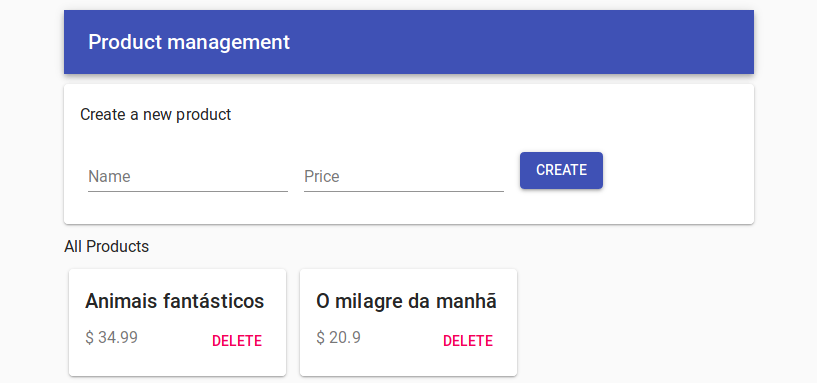 Product management
Create a new product
Name
Price
CREATE
All Products
Animais fantásticos
$ 34.99
DELETE
O milagre da manhã
$ 20.9
DELETE